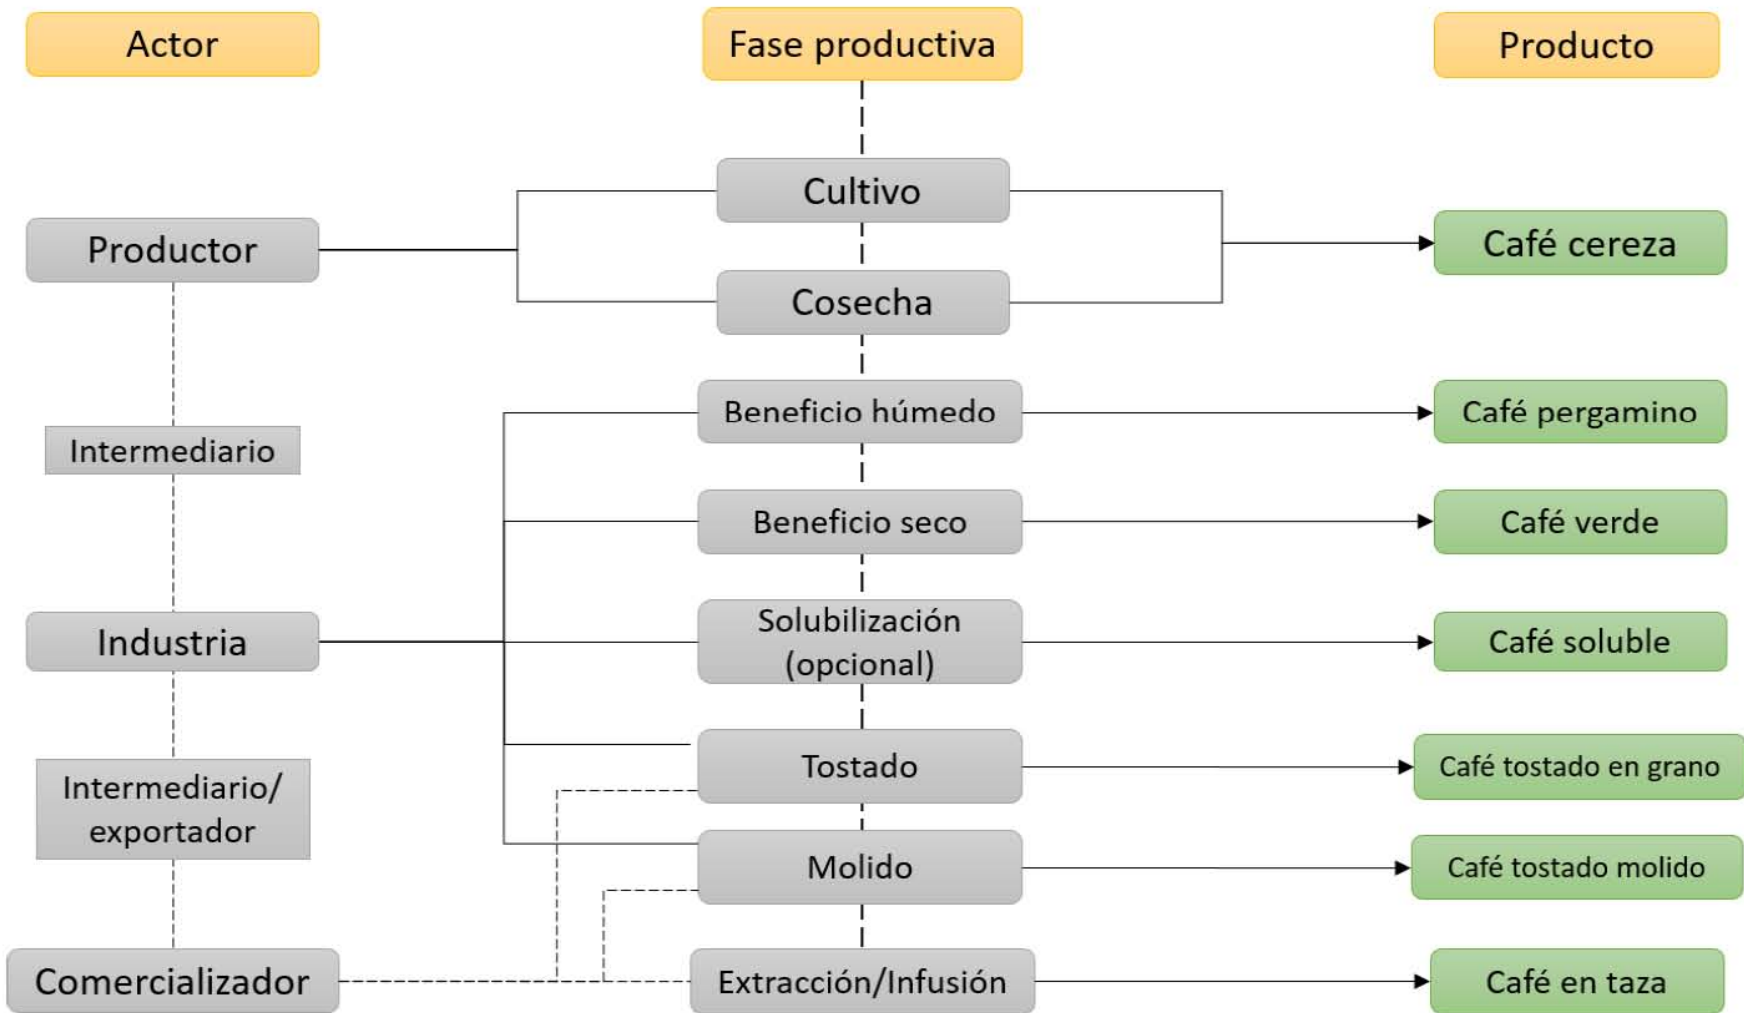 Actor
Fase productiva
Producto
Cultivo
Productor
Café cereza
Cosecha
Beneficio húmedo
Café pergamino
Intermediario
Beneficio seco
Café verde
Industria
Solubilización
(opcional)
Café soluble
Intermediario/
exportador
Tostado
Café tostado en grano
Molido
Café tostado molido
Comercializador
Extracción/Infusión
Café en taza